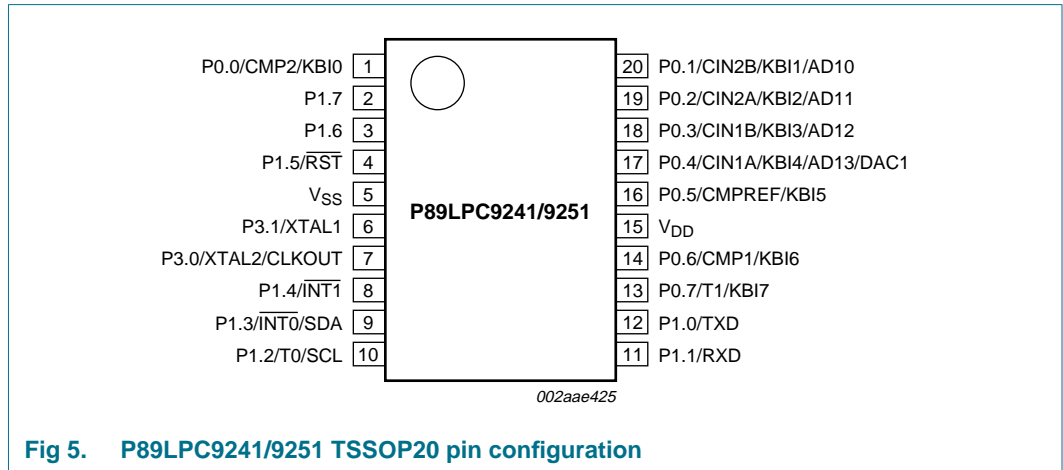 P0.0/CMP2/KBI0 1 20 P0.1/CIN2B/KBI1/AD10
P1.7 2 19 P0.2/CIN2A/KBI2/AD11
P1.6 3 18 P0.3/CIN1B/KBI3/AD12
P1.5/R̅S̅T̅ 4 17 P0.4/CIN1A/KBI4/AD13/DAC1
VSS 5 16 P0.5/CMPREF/KBI5
P89LPC9241/9251
P3.1/XTAL1 6 15 VDD
P3.0/XTAL2/CLKOUT 7 14 P0.6/CMP1/KBI6
P1.4/I̅N̅T̅1̅ 8 13 P0.7/T1/KBI7
P1.3/I̅N̅T̅0̅/SDA 9 12 P1.0/TXD
P1.2/T0/SCL 10 11 P1.1/RXD
002aae425
Fig 5. P89LPC9241/9251 TSSOP20 pin configuration